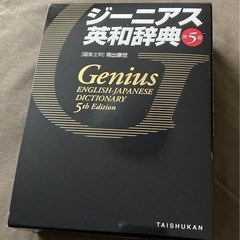 ジーニアス
英和辞典 第5版
[編集主幹] 南出康世
Genius
ENGLISH-JAPANESE
DICTIONARY
5th Edition
TAISHUKAN